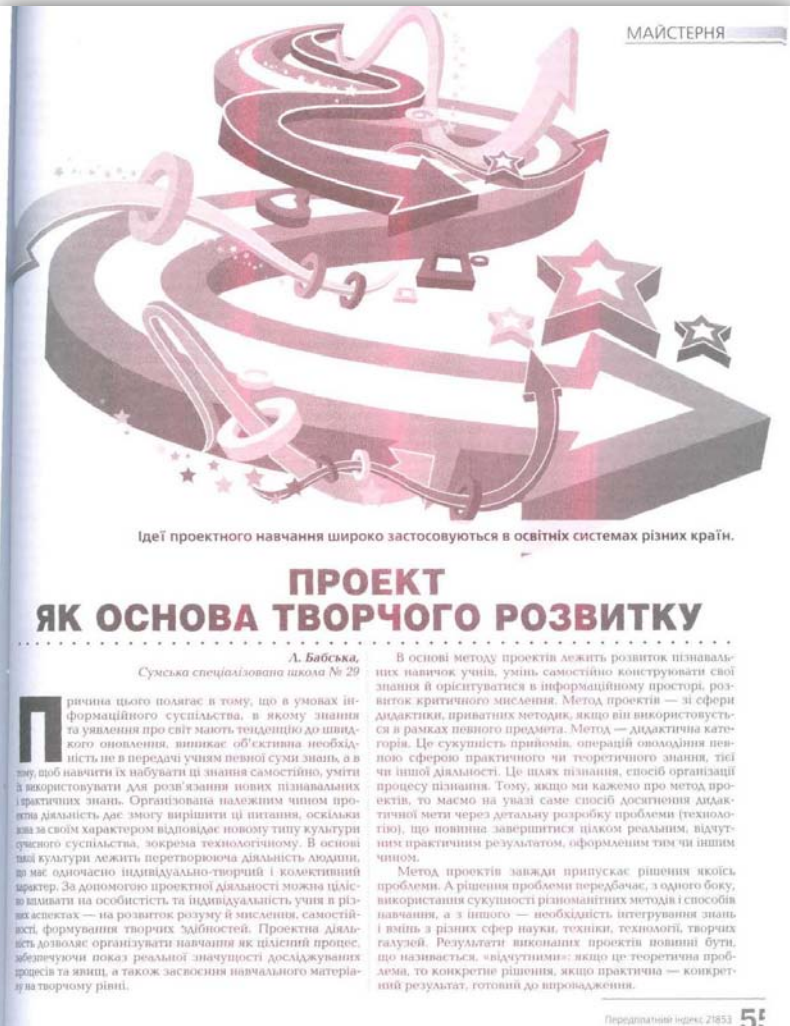 МАЙСТЕРНЯ
Ідеї проектного навчання широко застосовуються в освітніх системах різних країн.
ПРОЕКТ
ЯК ОСНОВА ТВОРЧОГО РОЗВИТКУ
Л. Бабська,
Сумська спеціалізована школа № 29
Причина цього полягає в тому, що в умовах ін-
формаційного суспільства, в якому знання
та уявлення про світ мають тенденцію до швид-
кого оновлення, виникає об'єктивна необхід-
ність не в передачі учням певної суми знань, а в
тому, щоб навчити їх набувати ці знання самостійно, уміти
їх використовувати для розв'язання нових пізнавальних
і практичних знань. Організована належним чином про-
ектна діяльність дає змогу вирішити ці питання, оскільки
вона за своїм характером відповідає новому типу культури
сучасного суспільства, зокрема технологічному. В основі
такої культури лежить перетворююча діяльність людини,
що має одночасно індивідуально-творчий і колективний
характер. За допомогою проектної діяльності можна ціліс-
но впливати на особистість та індивідуальність учня в різ-
них аспектах — на розвиток розуму й мислення, самостій-
ності, формування творчих здібностей. Проектна діяль-
ність дозволяє організувати навчання як цілісний процес,
забезпечуючи показ реальної значущості досліджуваних
процесів та явищ, а також засвоєння навчального матеріа-
лу на творчому рівні.
В основі методу проектів лежить розвиток пізнаваль-
них навичок учнів, умінь самостійно конструювати свої
знання й орієнтуватися в інформаційному просторі, роз-
виток критичного мислення. Метод проектів — зі сфери
дидактики, приватних методик, якщо він використовуєть-
ся в рамках певного предмета. Метод — дидактична кате-
горія. Це сукупність прийомів, операцій оволодіння пев-
ною сферою практичного чи теоретичного знання, тієї
чи іншої діяльності. Це шлях пізнання, спосіб організації
процесу пізнання. Тому, якщо ми кажемо про метод про-
ектів, то маємо на увазі саме спосіб досягнення дидак-
тичної мети через детальну розробку проблеми (техноло-
гію), що повинна завершитися цілком реальним, відчут-
ним практичним результатом, оформленим тим чи іншим
чином.
Метод проектів завжди припускає рішення якоїсь
проблеми. А рішення проблеми передбачає, з одного боку,
використання сукупності різноманітних методів і способів
навчання, а з іншого — необхідність інтегрування знань
і вмінь з різних сфер науки, техніки, технології, творчих
галузей. Результати виконаних проектів повинні бути,
що називається, «відчутними»: якщо це теоретична проб-
лема, то конкретне рішення, якщо практична — конкрет-
ний результат, готовий до впровадження.
Передплатний індекс 21853